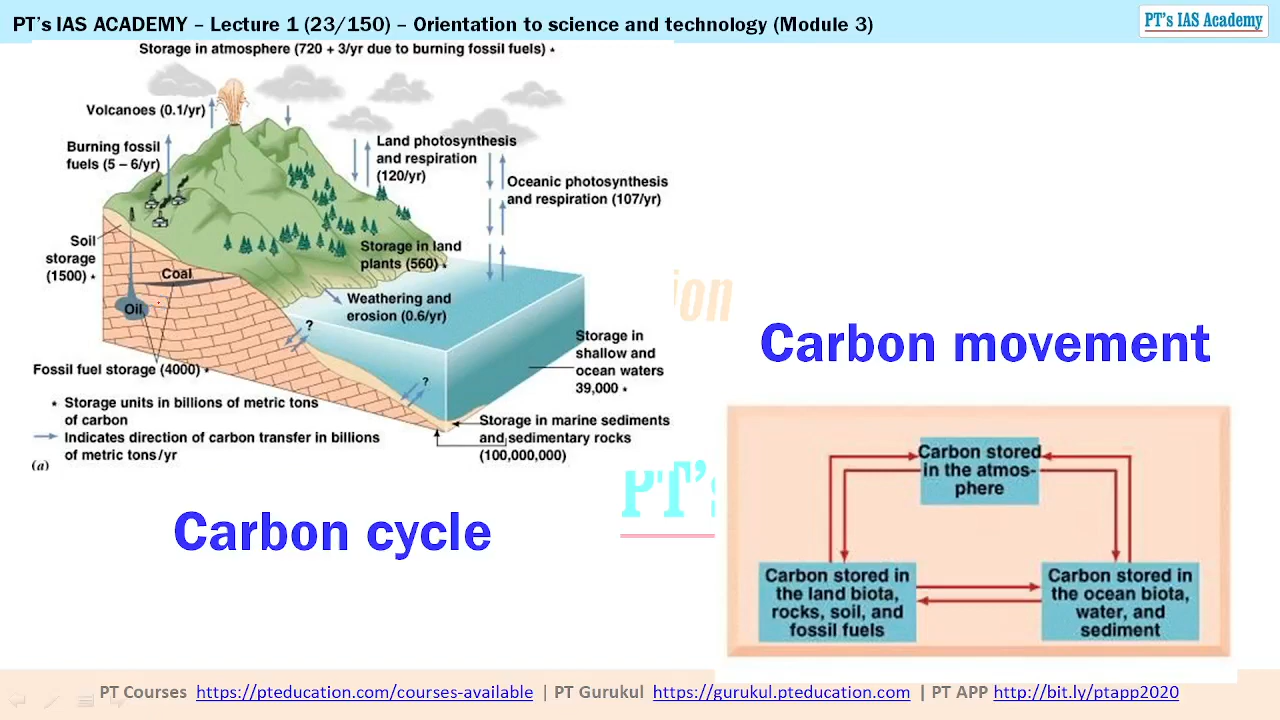 PT's IAS ACADEMY – Lecture 1 (23/150) – Orientation to science and technology (Module 3)
PT's IAS Academy
Storage in atmosphere (720 + 3/yr due to burning fossil fuels) *
Volcanoes (0.1/yr)
Burning fossil
fuels (5 – 6/yr)
Land photosynthesis
and respiration
(120/yr)
Oceanic photosynthesis
and respiration (107/yr)
Soil
storage
(1500) *
Coal
Oil
Storage in land
plants (560) *
Weathering and
erosion (0.6/yr)
?
?
Storage in
shallow and
ocean waters
39,000 *
Fossil fuel storage (4000) *
* Storage units in billions of metric tons
of carbon
Indicates direction of carbon transfer in billions
of metric tons/yr
(a)
Storage in marine sediments
and sedimentary rocks
(100,000,000)
Carbon cycle
ion
PT's
Carbon movement
Carbon stored
in the atmos-
phere
Carbon stored in
the land biota,
rocks, soil, and
fossil fuels
Carbon stored in
the ocean biota,
water, and
sediment
PT Courses https://pteducation.com/courses-available | PT Gurukul https://gurukul.pteducation.com | PT APP http://bit.ly/ptapp2020